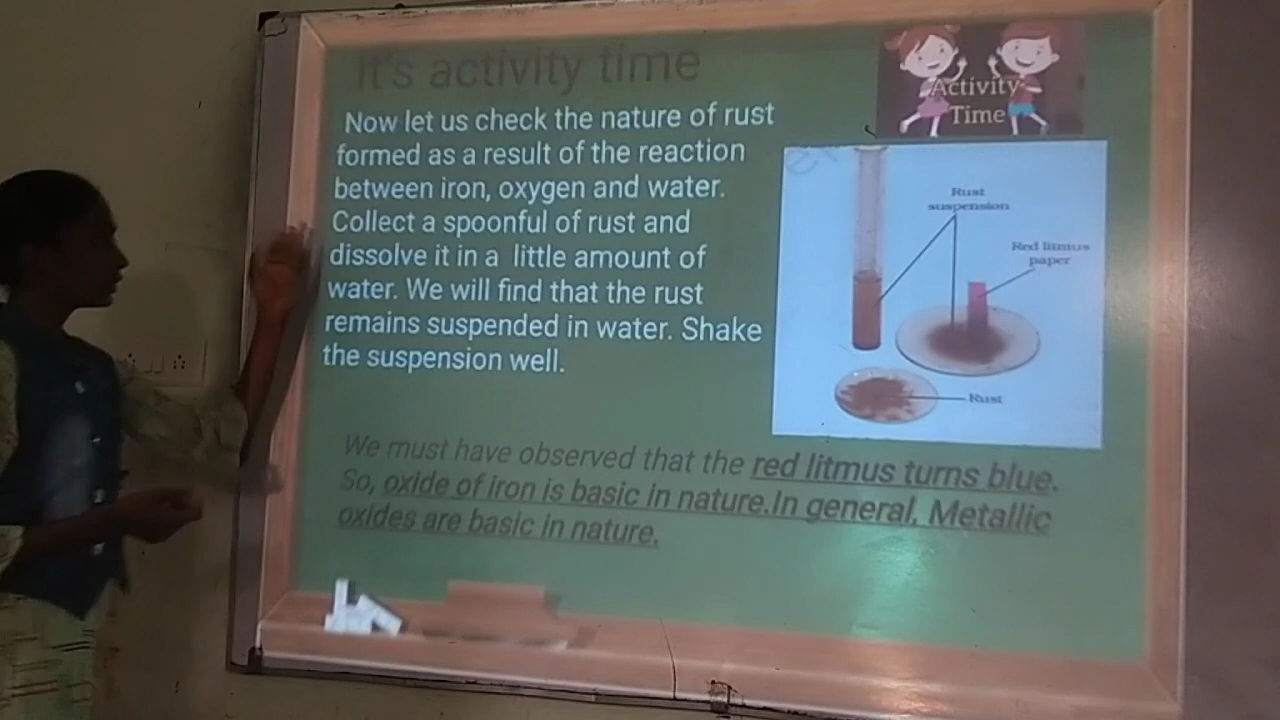 It's activity time
Activity
Time
Now let us check the nature of rust
formed as a result of the reaction
between iron, oxygen and water.
Collect a spoonful of rust and
dissolve it in a little amount of
water. We will find that the rust
remains suspended in water. Shake
the suspension well.
Rust
suspension
Red litmus
paper
Rust
We must have observed that the red litmus turns blue.
So, oxide of iron is basic in nature.In general, Metallic
oxides are basic in nature.